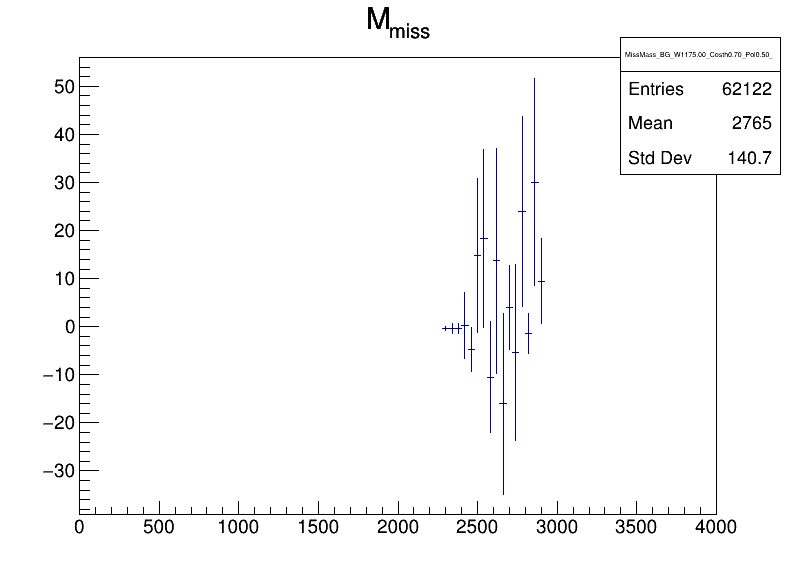 M_miss
MissMass_BG_W1175.00_Costh0.70_Pol0.50_
Entries 62122
Mean 2765
Std Dev 140.7
50
40
30
20
10
0
−10
−20
−30
0 500 1000 1500 2000 2500 3000 3500 4000